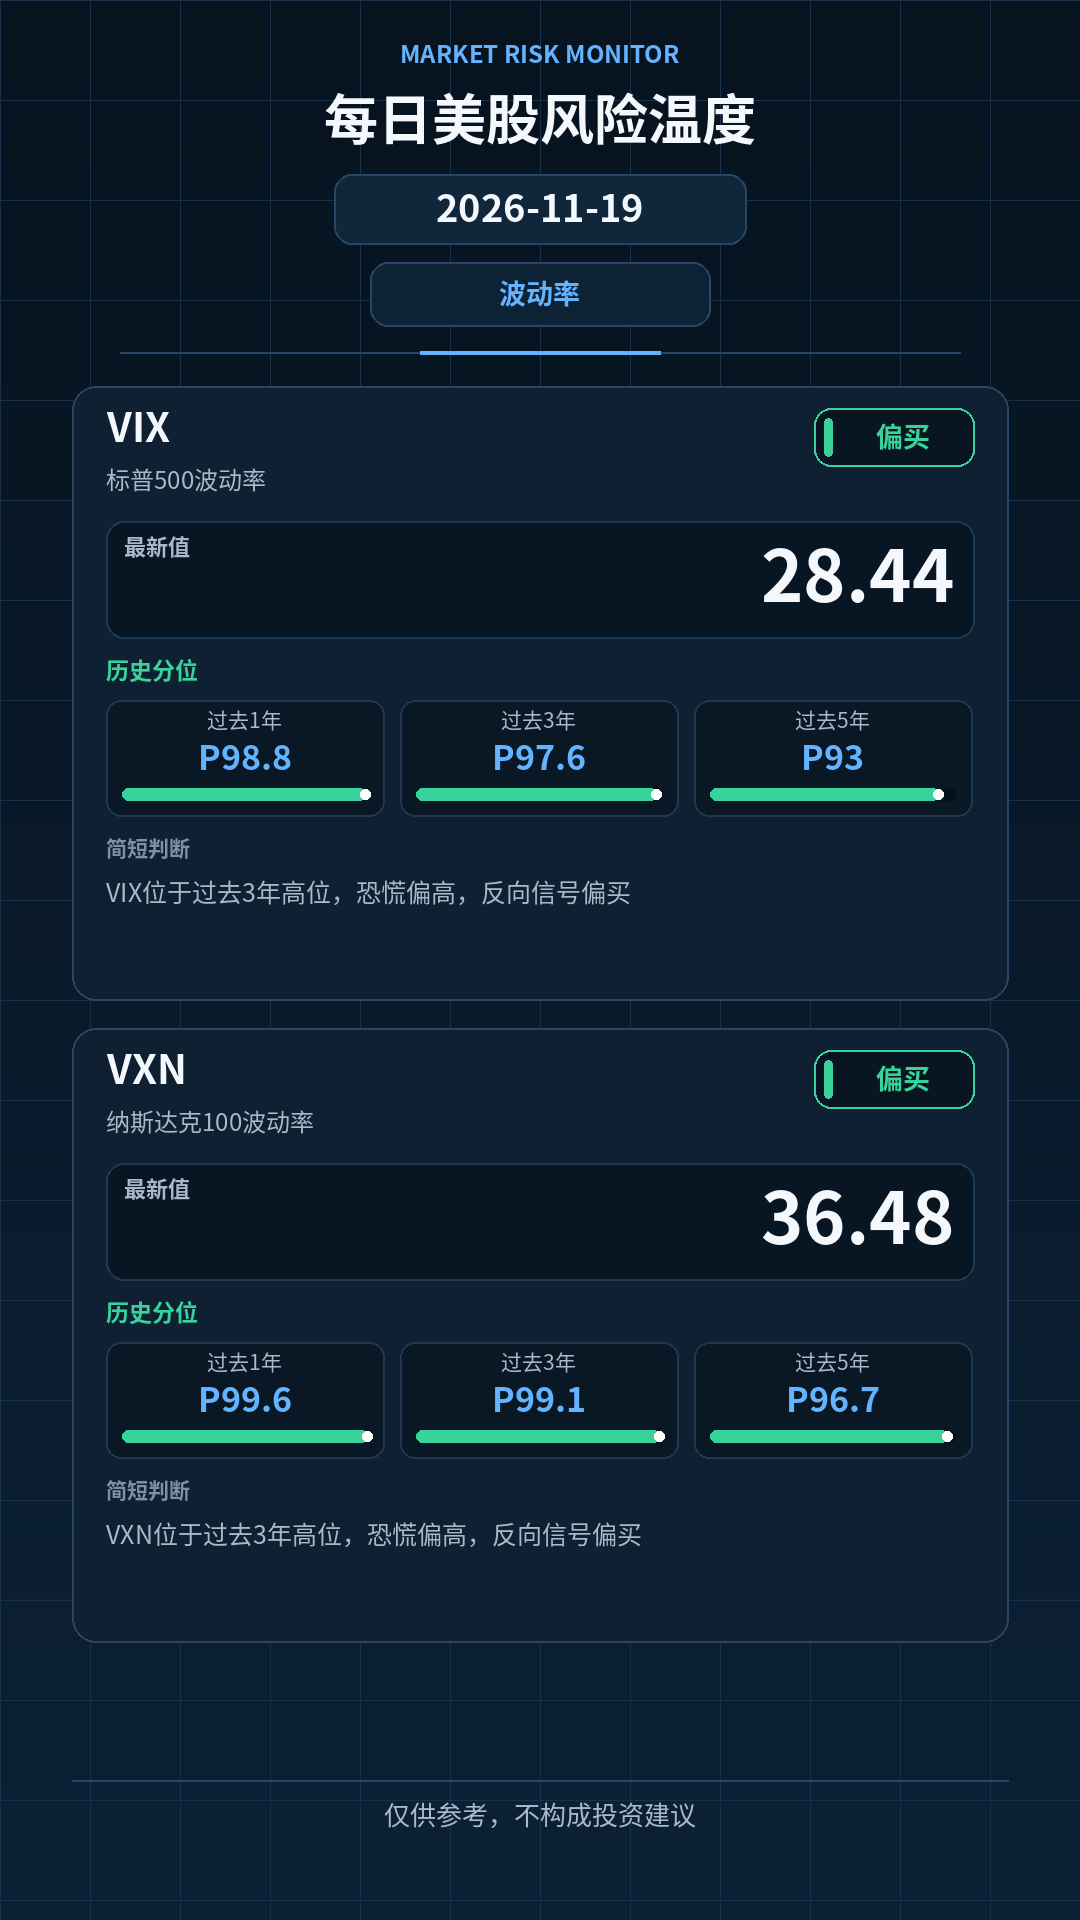 MARKET RISK MONITOR
每日美股风险温度
2026-11-19
波动率
VIX
偏买
标普500波动率
最新值
28.44
历史分位
过去1年
P98.8
过去3年
P97.6
过去5年
P93
简短判断
VIX位于过去3年高位，恐慌偏高，反向信号偏买
VXN
偏买
纳斯达克100波动率
最新值
36.48
历史分位
过去1年
P99.6
过去3年
P99.1
过去5年
P96.7
简短判断
VXN位于过去3年高位，恐慌偏高，反向信号偏买
仅供参考，不构成投资建议